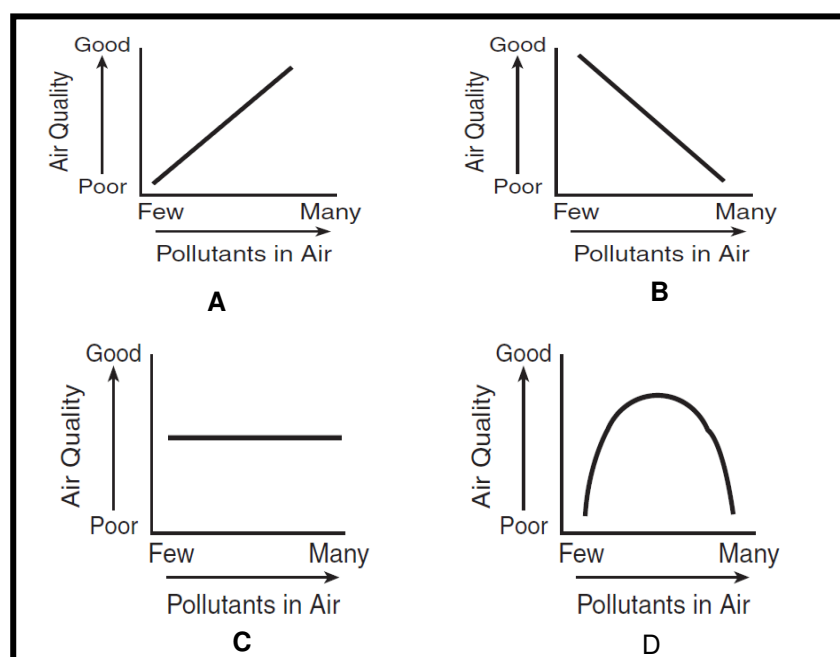 Good
Air Quality
Poor
Few Many
Pollutants in Air
A
Good
Air Quality
Poor
Few Many
Pollutants in Air
B
Good
Air Quality
Poor
Few Many
Pollutants in Air
C
Good
Air Quality
Poor
Few Many
Pollutants in Air
D